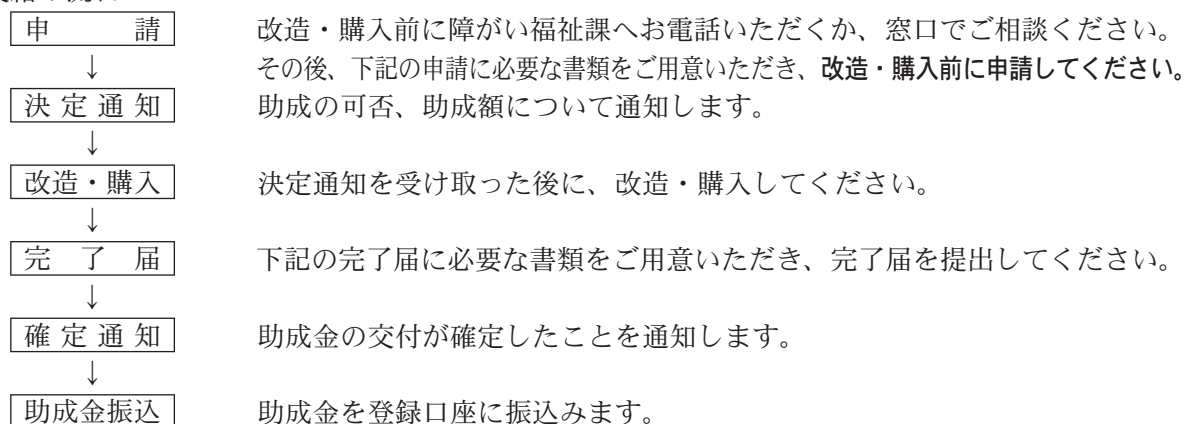 申請 改造・購入前に障がい福祉課へお電話いただくか、窓口でご相談ください。
↓ その後、下記の申請に必要な書類をご用意いただき、改造・購入前に申請してください。
決定通知 助成の可否、助成額について通知します。
↓
改造・購入 決定通知を受け取った後に、改造・購入してください。
↓
完了届 下記の完了届に必要な書類をご用意いただき、完了届を提出してください。
↓
確定通知 助成金の交付が確定したことを通知します。
↓
助成金振込 助成金を登録口座に振込みます。